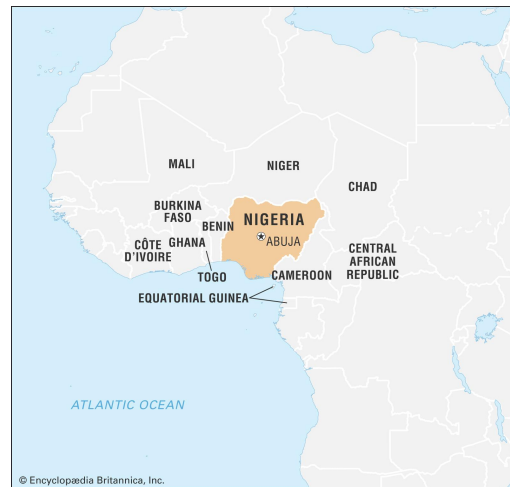 MALI
NIGER
CHAD
BURKINA
FASO
NIGERIA
BENIN
ABUJA
CÔTE
D'IVOIRE
GHANA
TOGO
CAMEROON
CENTRAL
AFRICAN
REPUBLIC
EQUATORIAL GUINEA
ATLANTIC OCEAN
© Encyclopædia Britannica, Inc.